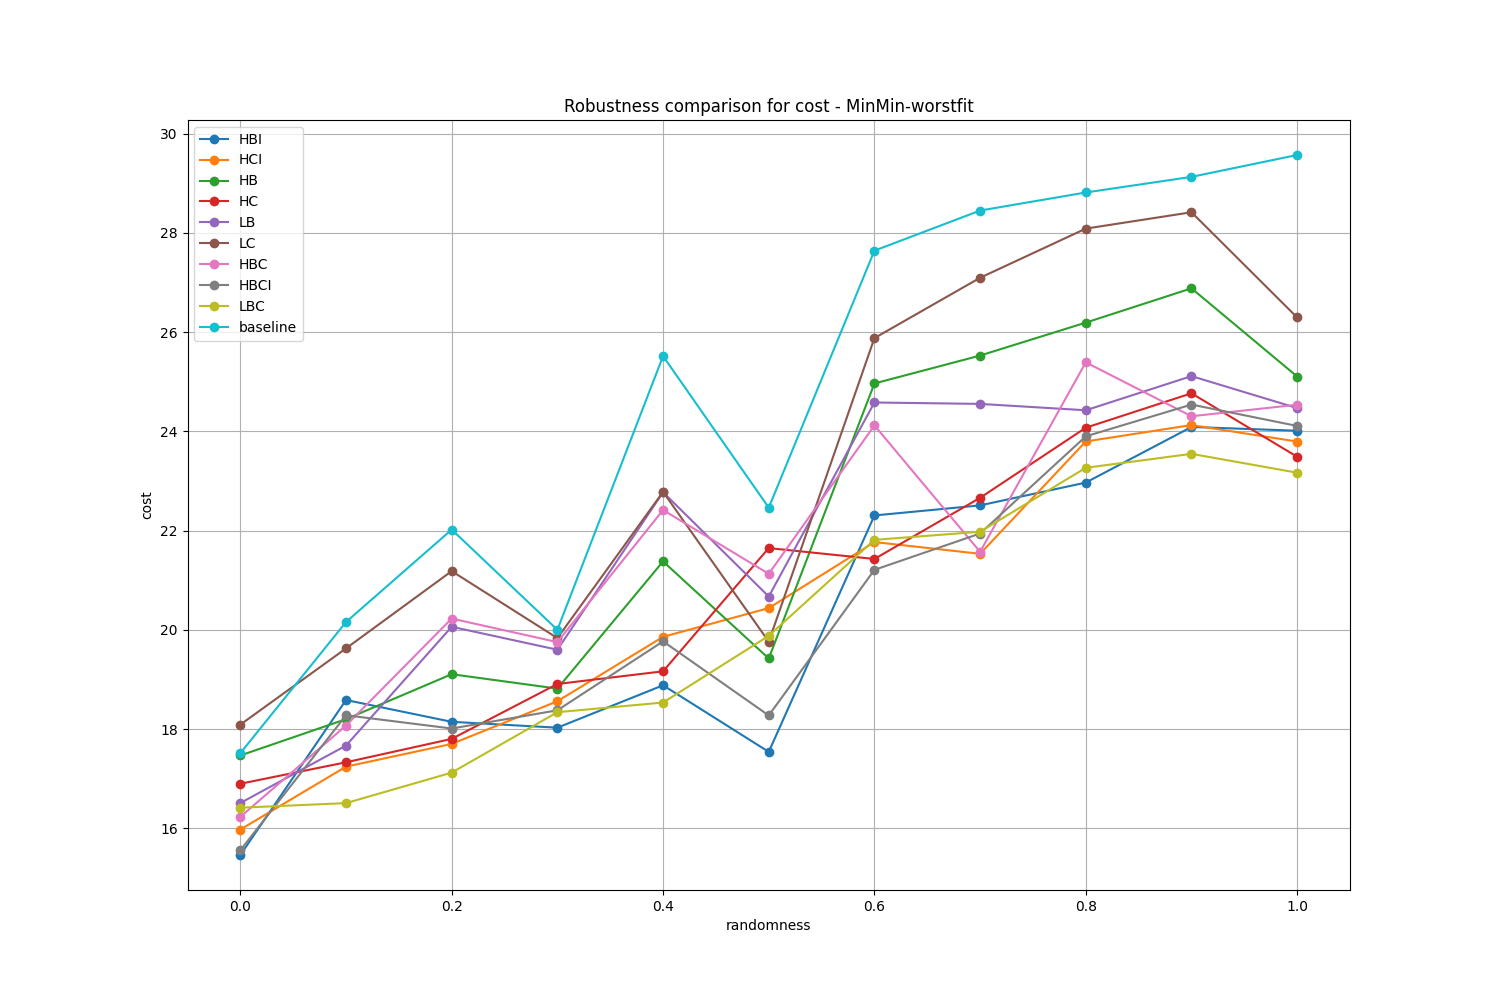 Robustness comparison for cost - MinMin-worstfit
30
28
26
24
22
20
18
16
cost
HBI
HCI
HB
HC
LB
LC
HBC
HBCI
LBC
baseline
0.0 0.2 0.4 0.6 0.8 1.0
randomness